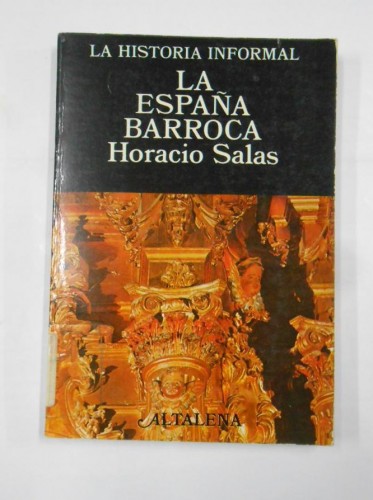 LA HISTORIA INFORMAL
LA
ESPAÑA
BARROCA
Horacio Salas
ALTALENA